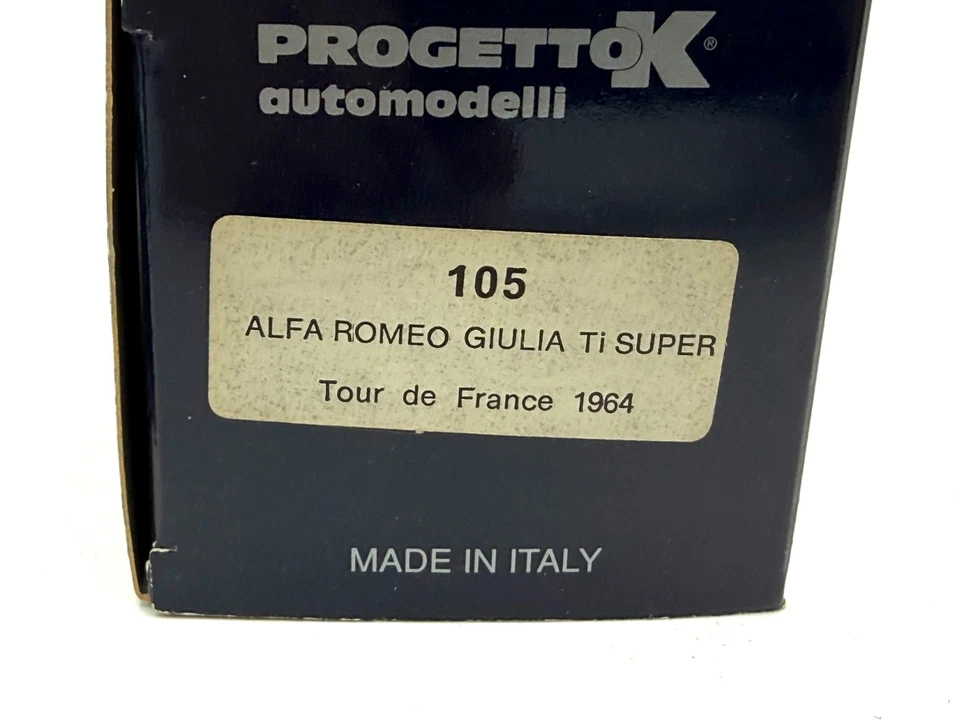 PROGETTO K®
automodelli
105
ALFA ROMEO GIULIA Ti SUPER
Tour de France 1964
MADE IN ITALY